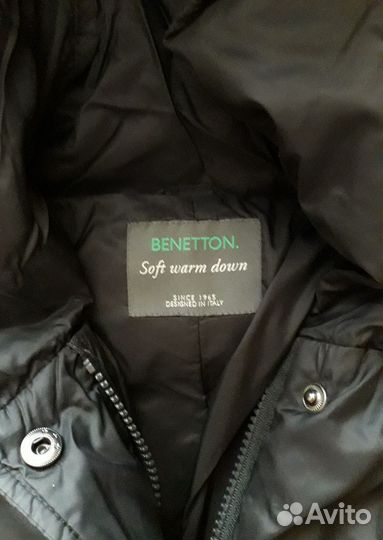 BENETTON.
Soft warm down
SINCE 1965
DESIGNED IN ITALY
Avito